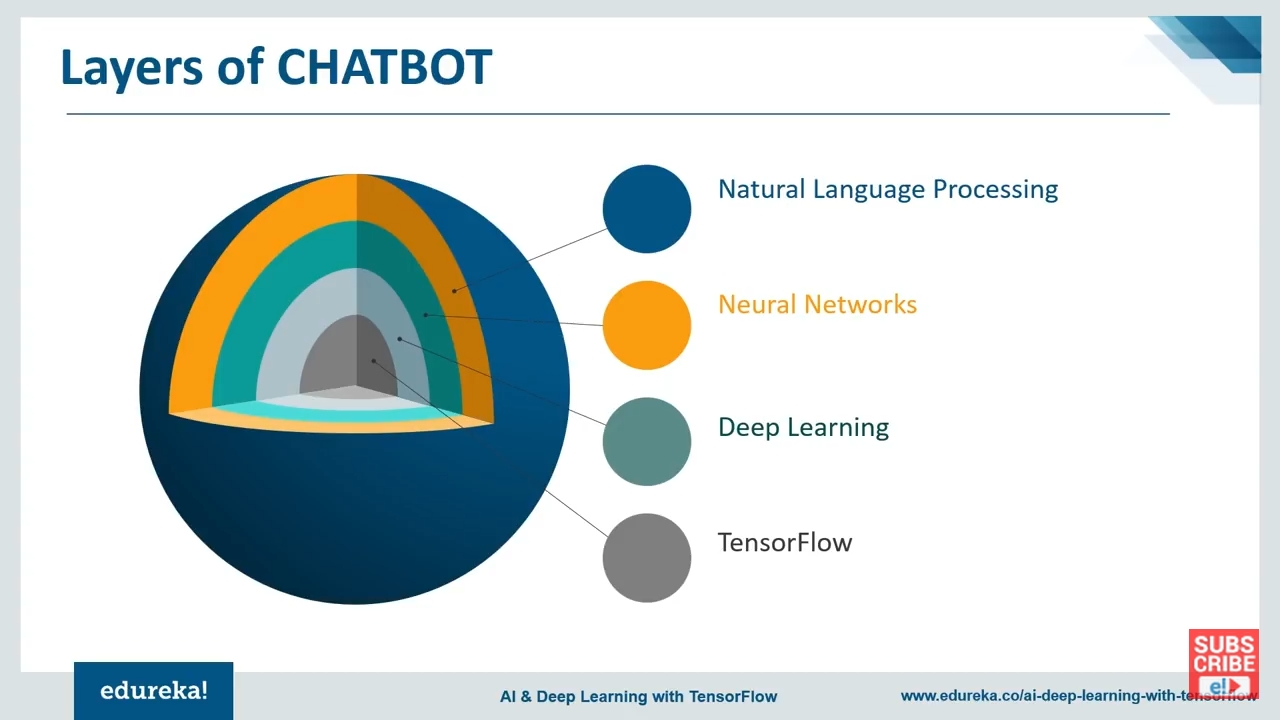 Layers of CHATBOT
Natural Language Processing
Neural Networks
Deep Learning
TensorFlow
SUBS
CRIBE
e!
edureka!
AI & Deep Learning with TensorFlow
www.edureka.co/ai-deep-learning-with-tensorflow